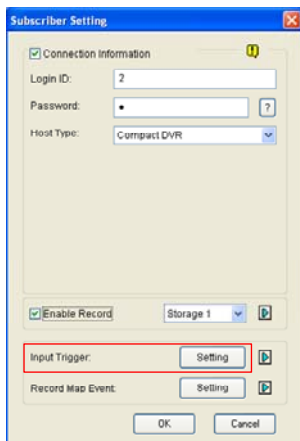 Subscriber Setting
Connection Information
Login ID: 2
Password: •
?
Host Type: Compact DVR
Enable Record Storage 1
Input Trigger: Setting
Record Map Event: Setting
OK Cancel